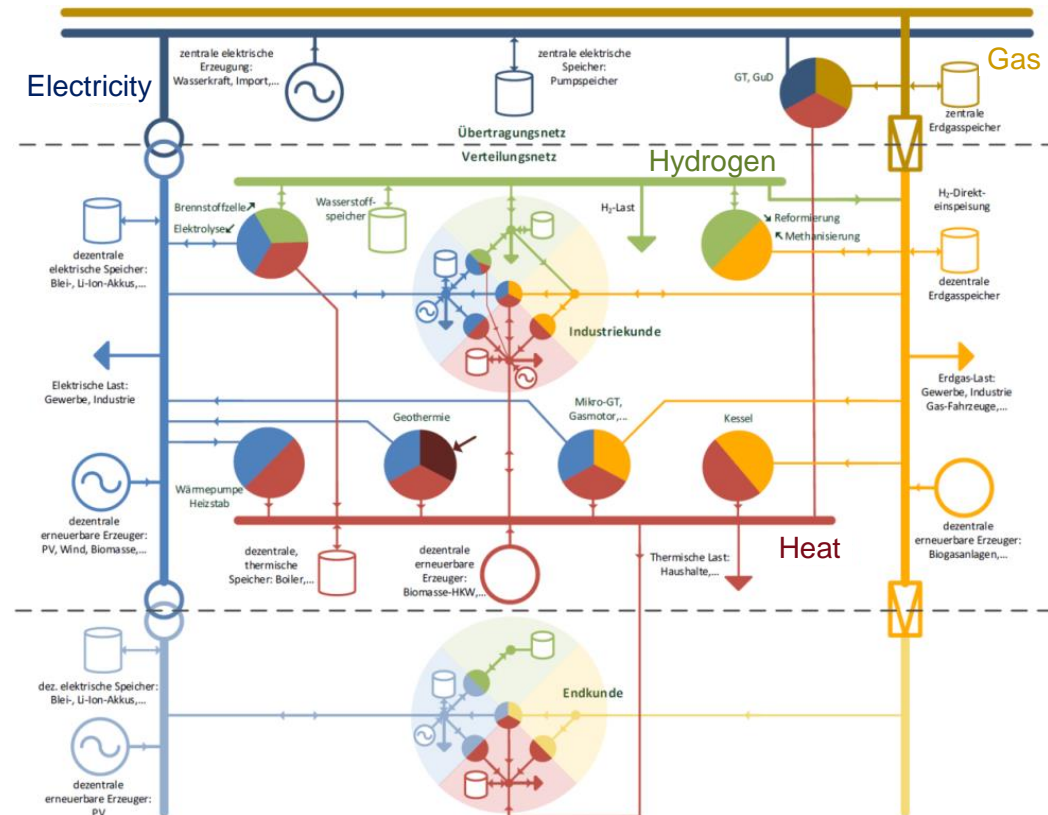 Electricity
zentrale elektrische
Erzeugung:
Wasserkraft, Import,...
zentrale elektrische
Speicher:
Pumpspeicher
GT, GuD
Gas
zentrale
Erdgasspeicher
Übertragungsnetz
Verteilungsnetz
Hydrogen
Brennstoffzelle
Elektrolyse
Wasserstoff-
speicher
H₂-Last
Reformierung
Methanisierung
H₂-Direkt-
einspeisung
dezentrale
elektrische Speicher:
Blei-, Li-Ion-Akkus,...
dezentrale
Erdgasspeicher
Industriekunde
Elektrische Last:
Gewerbe, Industrie
Erdgas-Last:
Gewerbe, Industrie
Gas-Fahrzeuge,...
Geothermie
Mikro-GT,
Gasmotor,...
Kessel
Wärmepumpe
Heizstab
dezentrale
erneuerbare Erzeuger:
PV, Wind, Biomasse,...
dezentrale
erneuerbare Erzeuger:
Biogasanlagen,...
Heat
dezentrale,
thermische
Speicher: Boiler,...
dezentrale
erneuerbare
Erzeuger:
Biomasse-HKW,...
Thermische Last:
Haushalte,...
dez. elektrische Speicher:
Blei-, Li-Ion-Akkus,...
Endkunde
dezentrale
erneuerbare Erzeuger:
PV